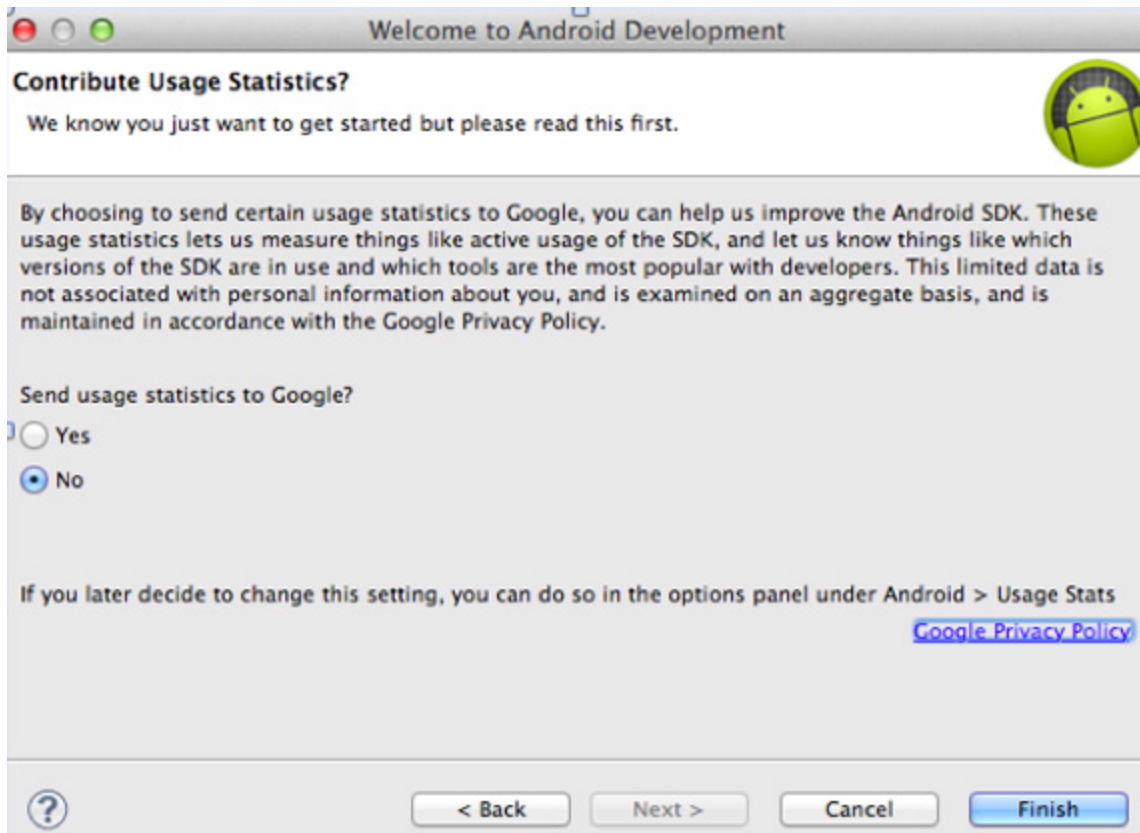 Welcome to Android Development
Contribute Usage Statistics?
We know you just want to get started but please read this first.
By choosing to send certain usage statistics to Google, you can help us improve the Android SDK. These
usage statistics lets us measure things like active usage of the SDK, and let us know things like which
versions of the SDK are in use and which tools are the most popular with developers. This limited data is
not associated with personal information about you, and is examined on an aggregate basis, and is
maintained in accordance with the Google Privacy Policy.
Send usage statistics to Google?
Yes
No
If you later decide to change this setting, you can do so in the options panel under Android > Usage Stats
Google Privacy Policy
? < Back Next > Cancel Finish